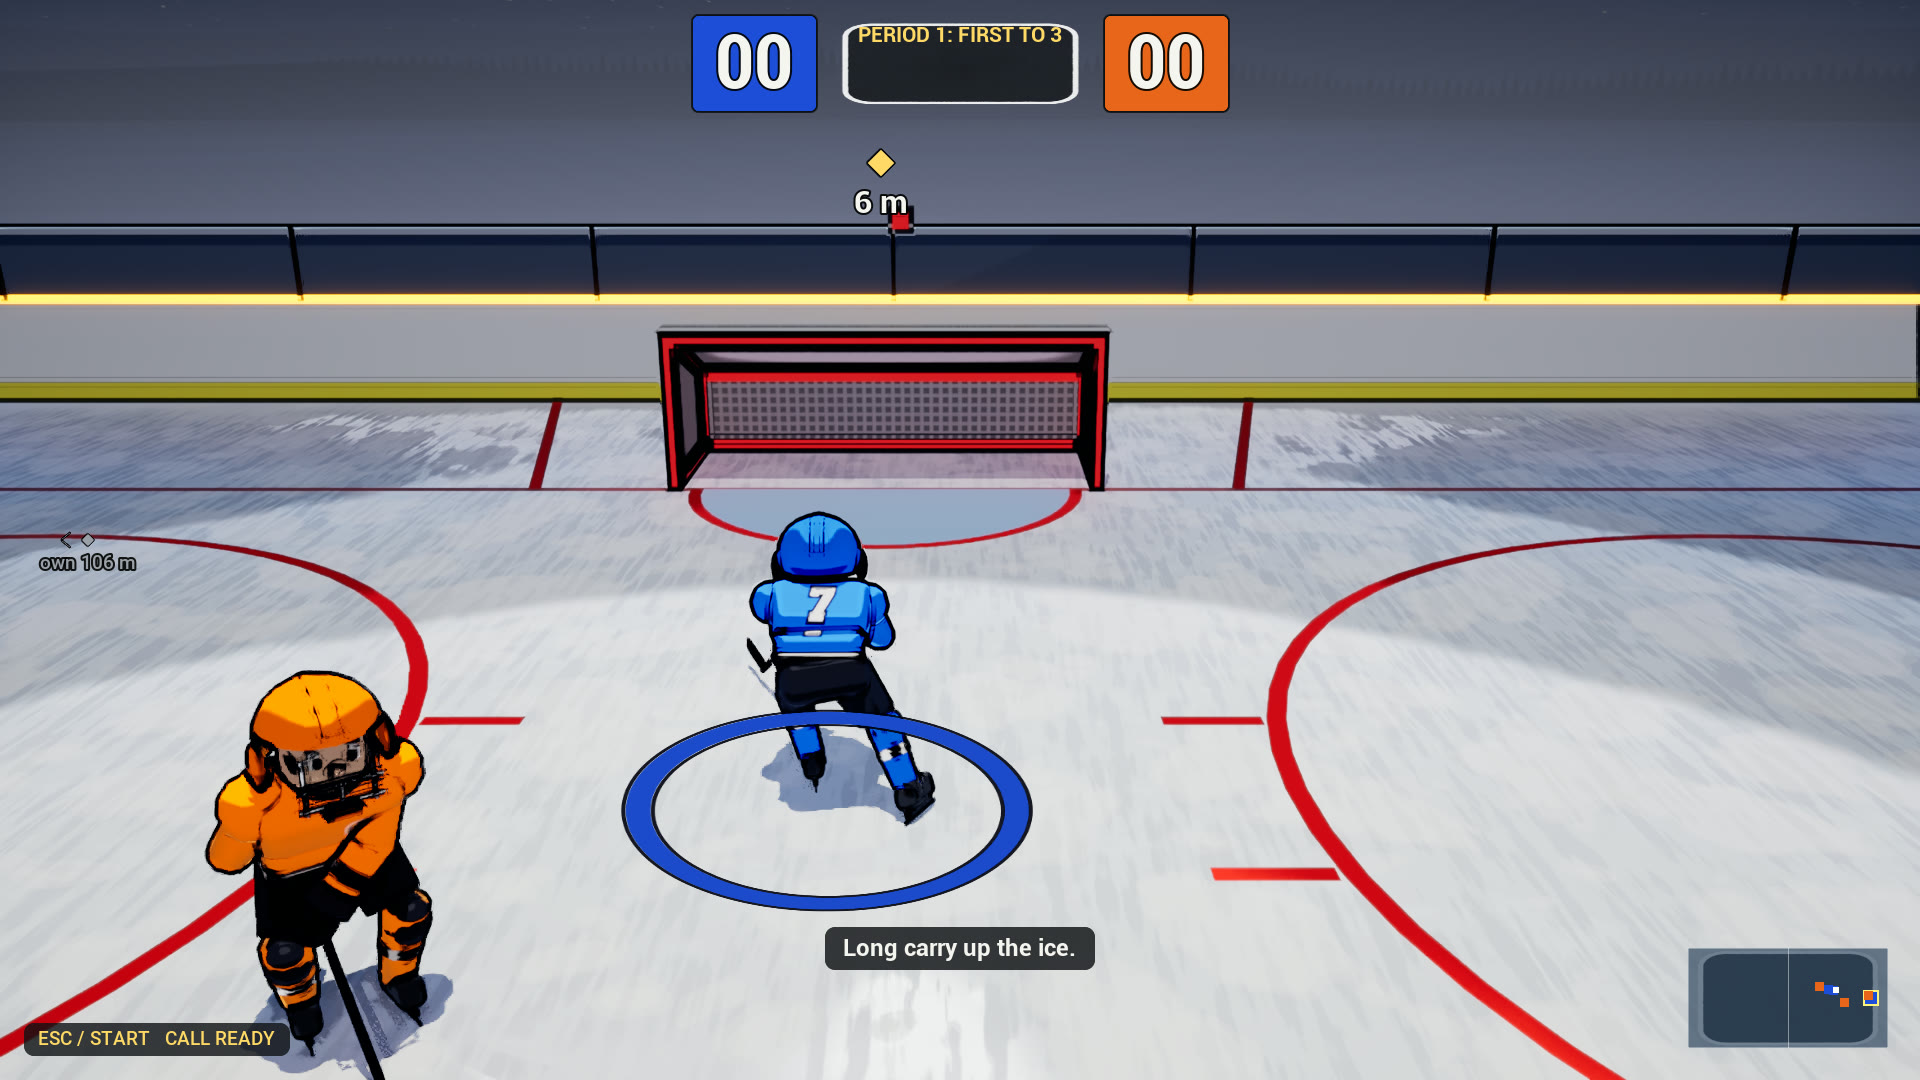 00
PERIOD 1: FIRST TO 3
00
6 m
own 106 m
7
Long carry up the ice.
ESC / START CALL READY